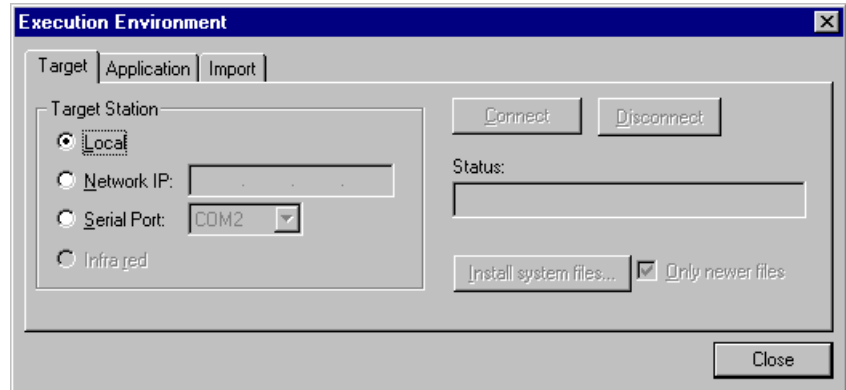 Execution Environment
Target Application Import
Target Station
Local
Network IP: . . .
Serial Port: COM2
Infra red
Connect Disconnect
Status:
Install system files... Only newer files
Close